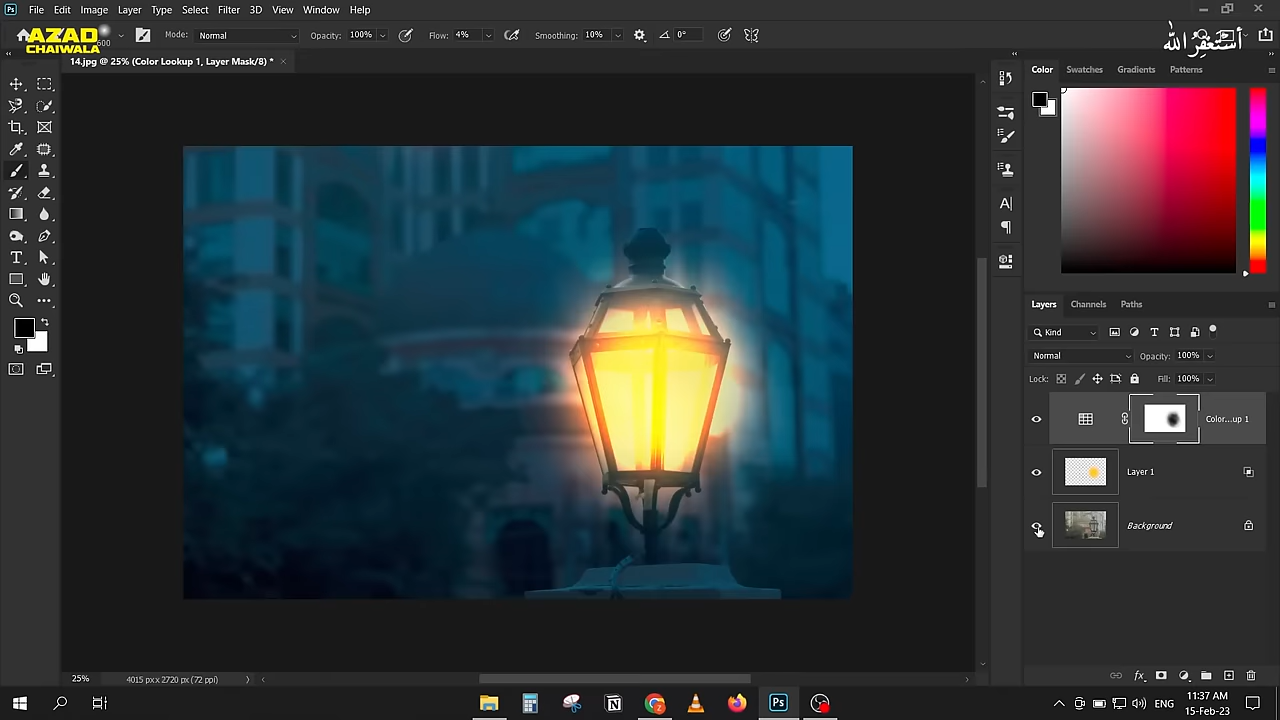 File Edit Image Layer Type Select Filter 3D View Window Help
AZAD
CHAIWALA
600
Mode: Normal Opacity: 100% Flow: 4% Smoothing: 10% 0°
أستغفر الله
14.jpg @ 25% (Color Lookup 1, Layer Mask/8) *
Color Swatches Gradients Patterns
Layers Channels Paths
Kind
Normal Opacity: 100%
Lock: Fill: 100%
Color...up 1
Layer 1
Background
25% 4015 px x 2720 px (72 ppi)
ENG
11:37 AM
15-Feb-23